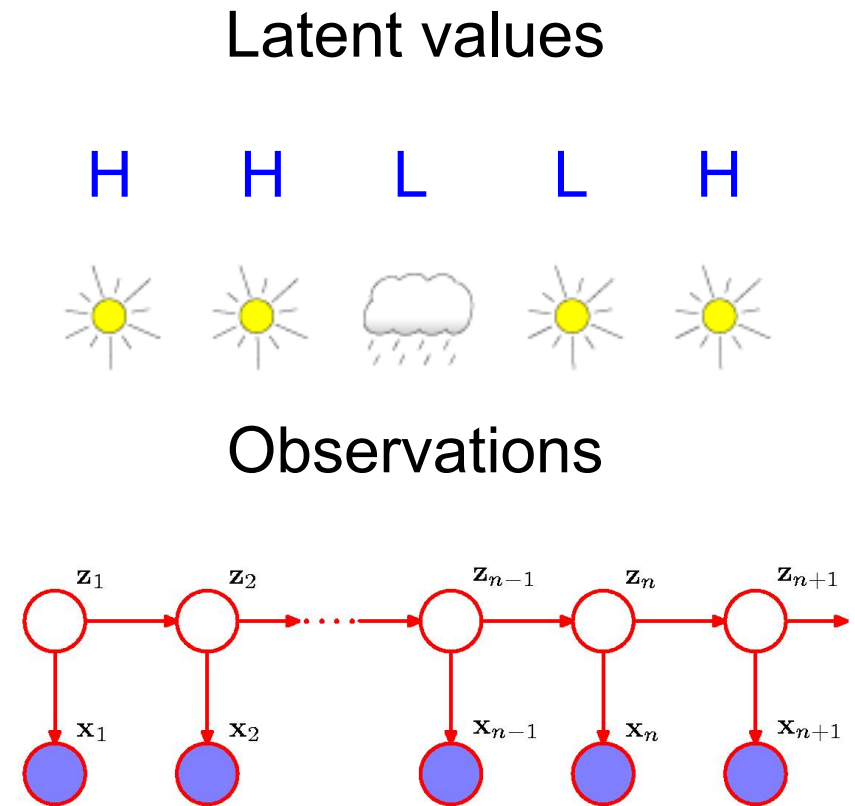 Latent values
H H L L H
Observations
z₁ z₂ zₙ₋₁ zₙ zₙ₊₁
x₁ x₂ xₙ₋₁ xₙ xₙ₊₁